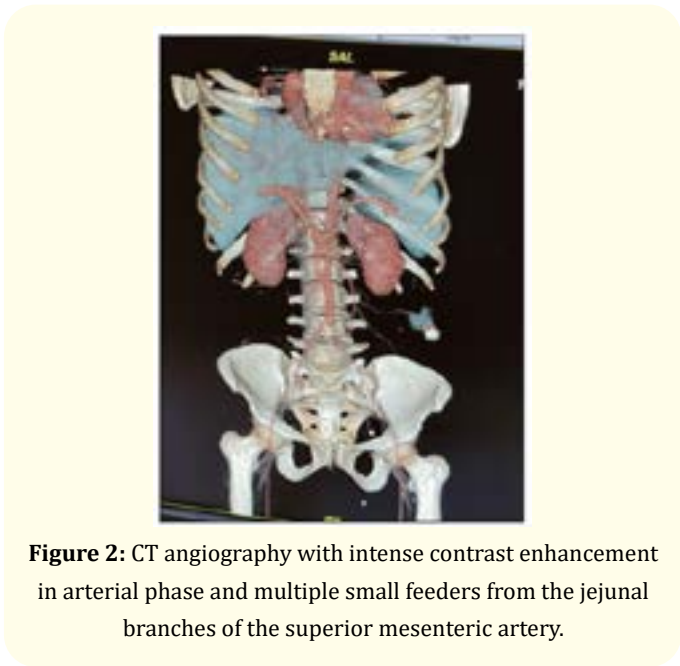 SAL
Figure 2: CT angiography with intense contrast enhancement
in arterial phase and multiple small feeders from the jejunal
branches of the superior mesenteric artery.